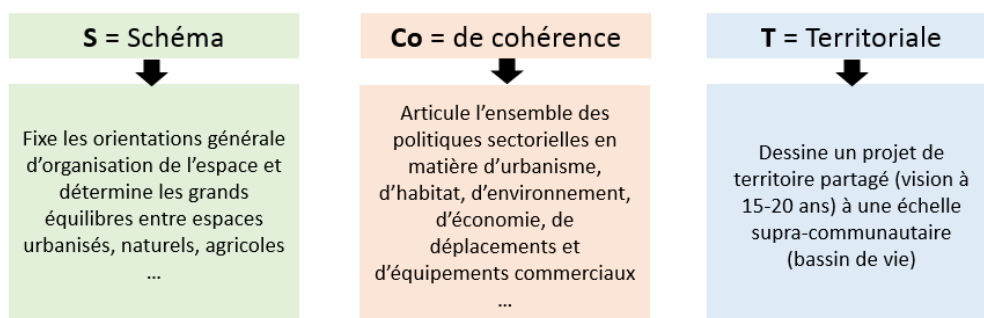 S = Schéma
Fixe les orientations générale
d'organisation de l'espace et
détermine les grands
équilibres entre espaces
urbanisés, naturels, agricoles
...
Co = de cohérence
Articule l'ensemble des
politiques sectorielles en
matière d'urbanisme,
d'habitat, d'environnement,
d'économie, de
déplacements et
d'équipements commerciaux
...
T = Territoriale
Dessine un projet de
territoire partagé (vision à
15-20 ans) à une échelle
supra-communautaire
(bassin de vie)